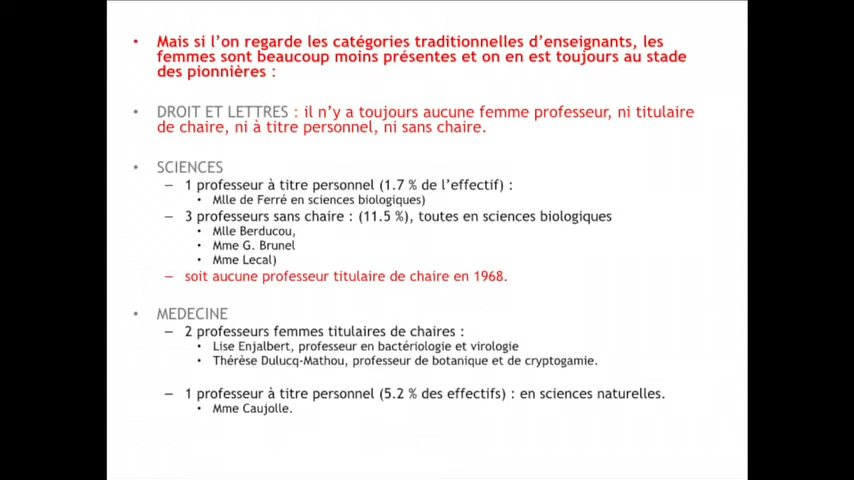 • Mais si l'on regarde les catégories traditionnelles d'enseignants, les
femmes sont beaucoup moins présentes et on en est toujours au stade
des pionnières :
• DROIT ET LETTRES : il n'y a toujours aucune femme professeur, ni titulaire
de chaire, ni à titre personnel, ni sans chaire.
• SCIENCES
– 1 professeur à titre personnel (1.7 % de l'effectif) :
• Mlle de Ferré en sciences biologiques)
– 3 professeurs sans chaire : (11.5 %), toutes en sciences biologiques
• Mlle Berducou,
• Mme G. Brunel
• Mme Lecal)
– soit aucune professeur titulaire de chaire en 1968.
• MEDECINE
– 2 professeurs femmes titulaires de chaires :
• Lise Enjalbert, professeur en bactériologie et virologie
• Thérèse Dulucq-Mathou, professeur de botanique et de cryptogamie.
– 1 professeur à titre personnel (5.2 % des effectifs) : en sciences naturelles.
• Mme Caujolle.